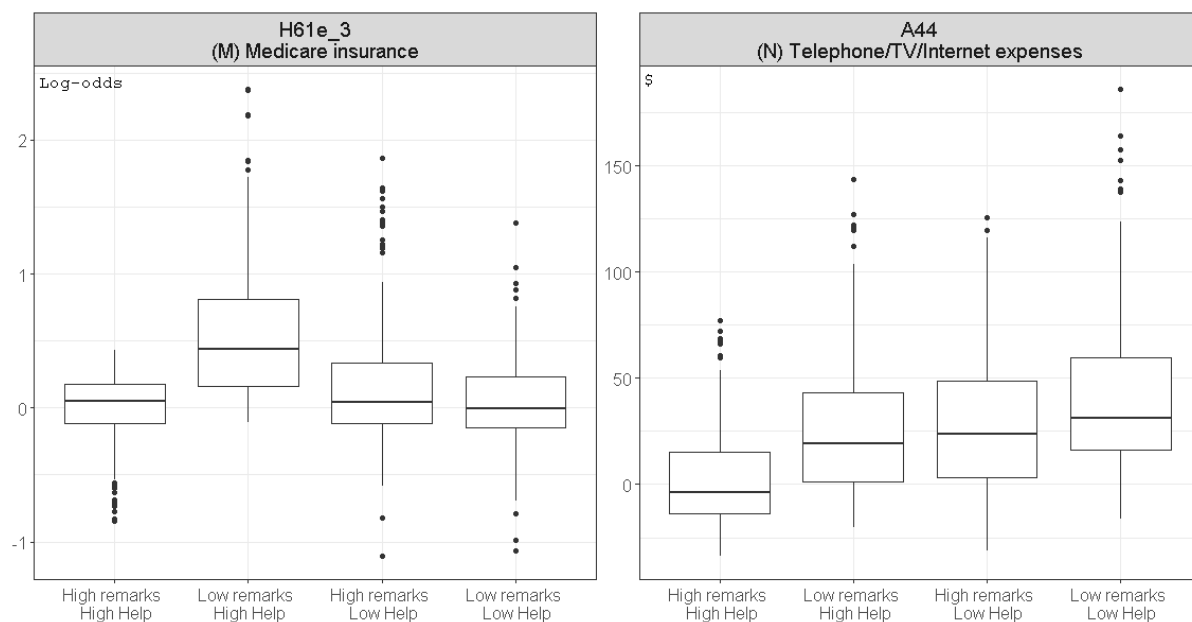 H61e_3
(M) Medicare insurance
Log-odds
2
1
0
-1
High remarks
High Help
Low remarks
High Help
High remarks
Low Help
Low remarks
Low Help
A44
(N) Telephone/TV/Internet expenses
$
150
100
50
0
High remarks
High Help
Low remarks
High Help
High remarks
Low Help
Low remarks
Low Help